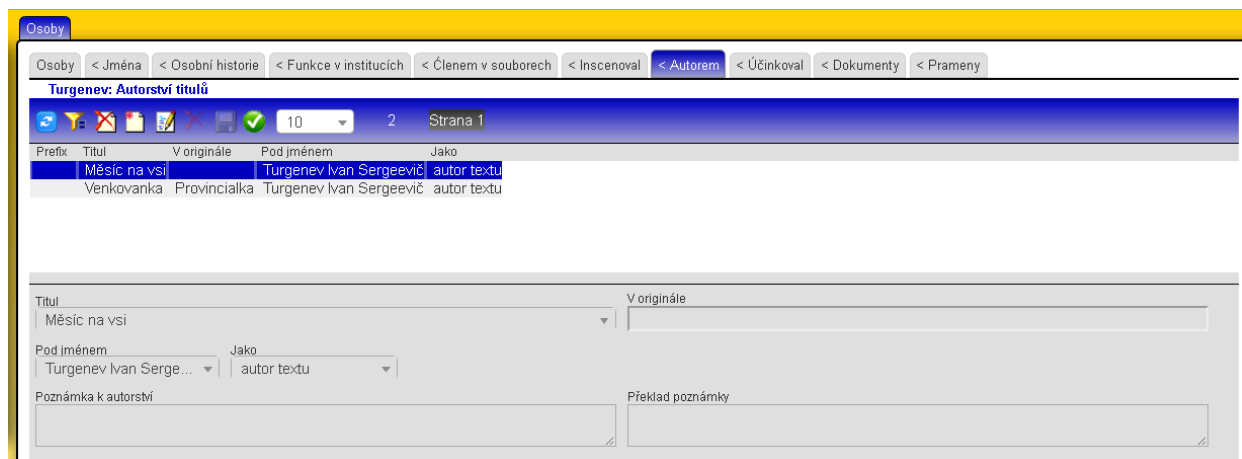 Osoby
Osoby < Jména < Osobní historie < Funkce v institucích < Členem v souborech < Inscenoval < Autorem < Účinkoval < Dokumenty < Prameny
Turgenev: Autorství titulů
10 2 Strana 1
Prefix Titul V originále Pod jménem Jako
Měsíc na vsi Turgenev Ivan Sergeevič autor textu
Venkovanka Provincialka Turgenev Ivan Sergeevič autor textu
Titul V originále
Měsíc na vsi
Pod jménem Jako
Turgenev Ivan Serge... autor textu
Poznámka k autorství Překlad poznámky